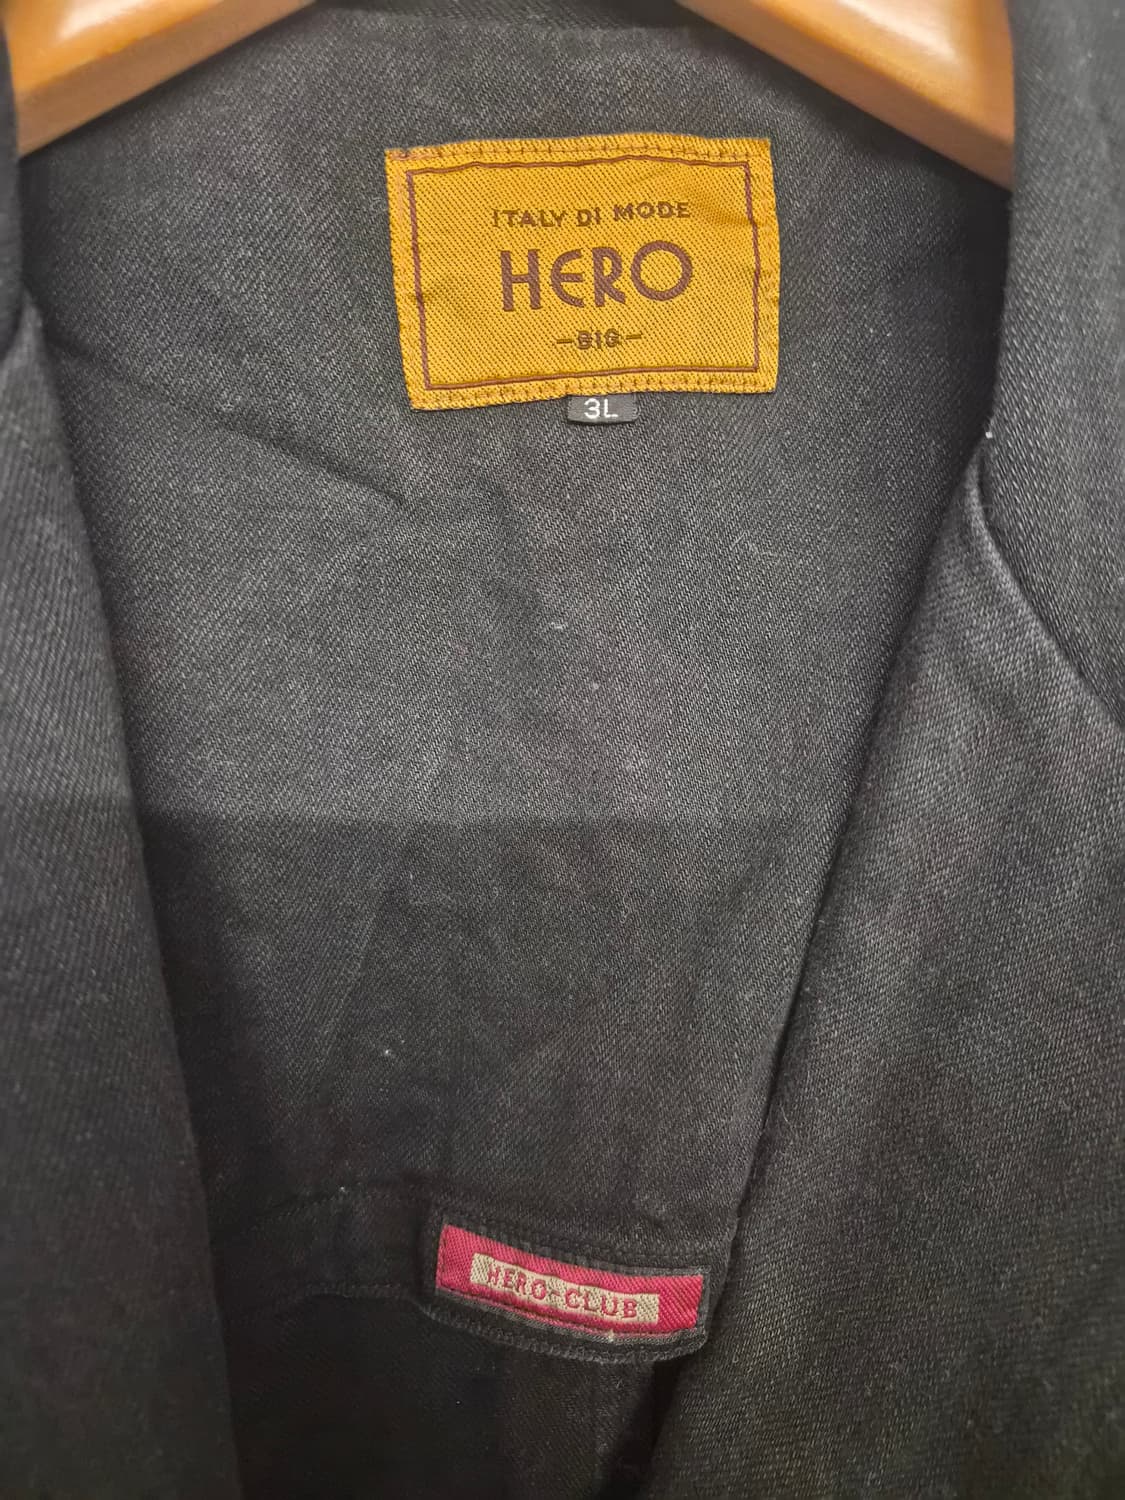 ITALY DI MODE
HERO
-BIG-
3L
HERO-CLUB